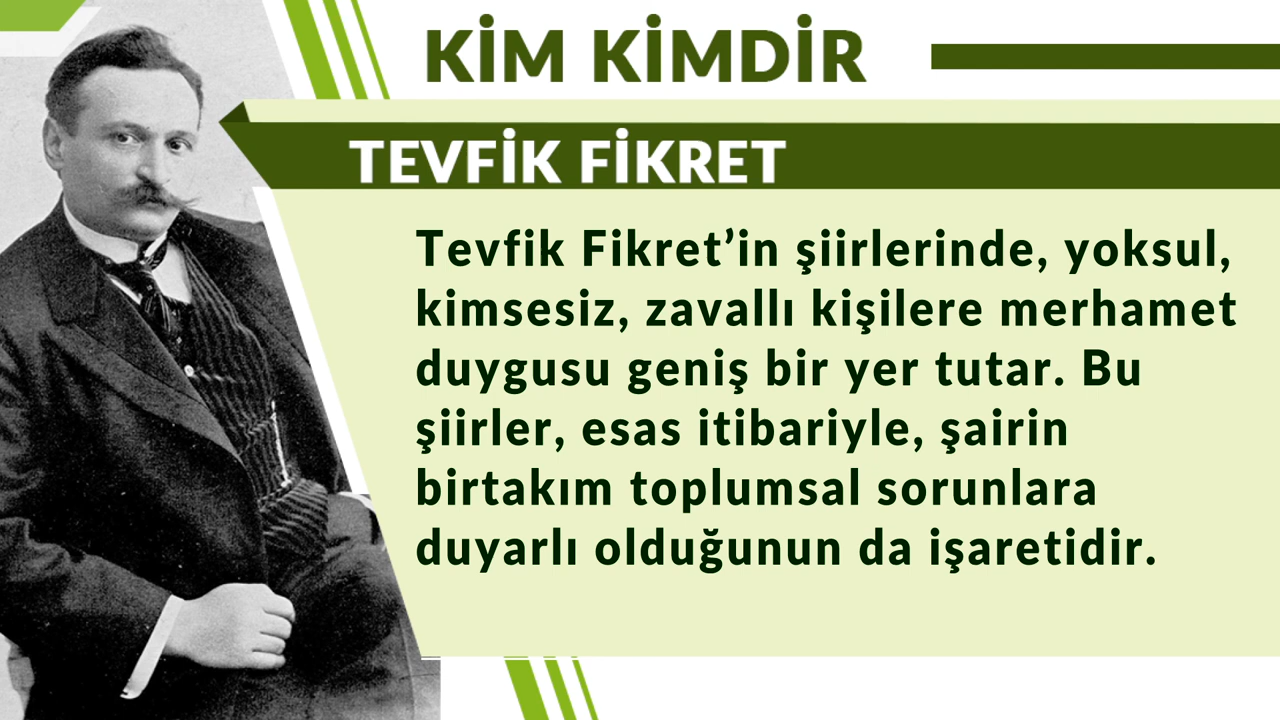 KİM KİMDİR
TEVFİK FİKRET
Tevfik Fikret’in şiirlerinde, yoksul,
kimsesiz, zavallı kişilere merhamet
duygusu geniş bir yer tutar. Bu
şiirler, esas itibariyle, şairin
birtakım toplumsal sorunlara
duyarlı olduğunun da işaretidir.